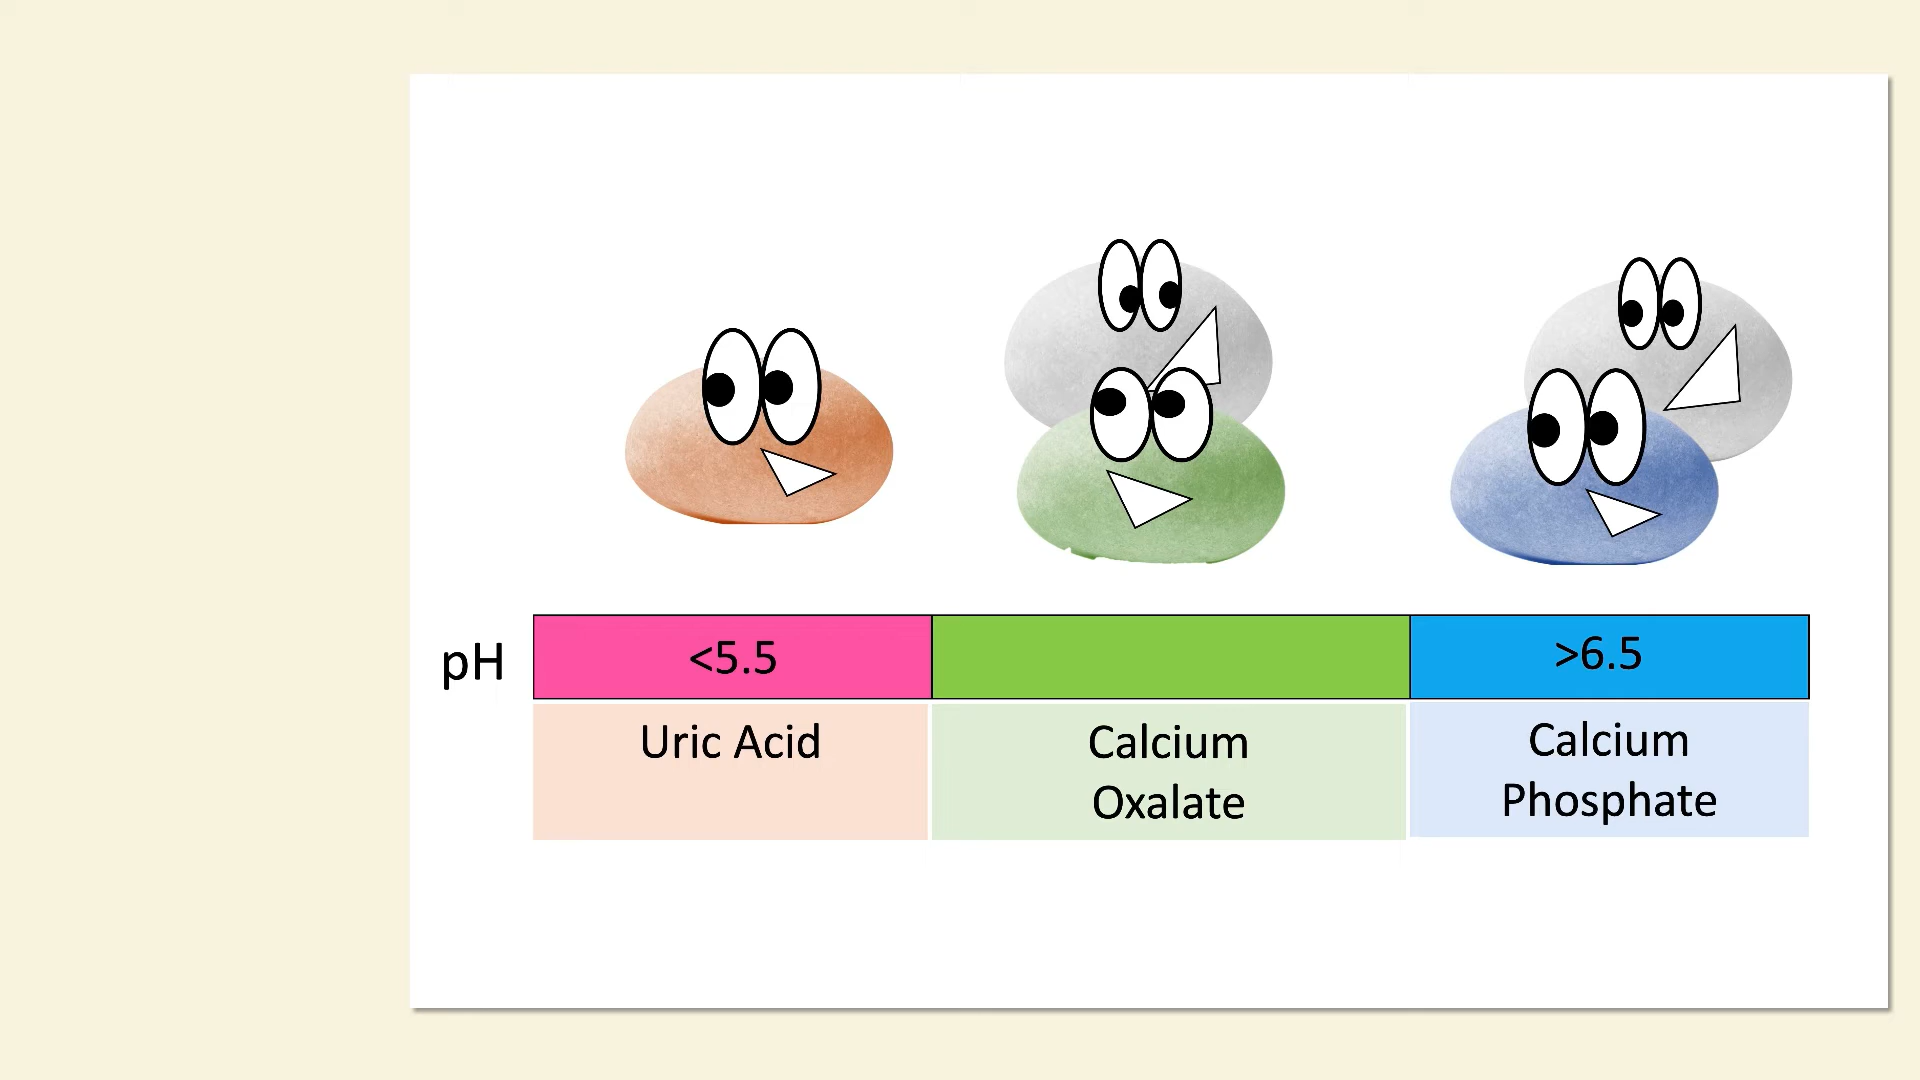 pH
<5.5
>6.5
Uric Acid
Calcium
Oxalate
Calcium
Phosphate